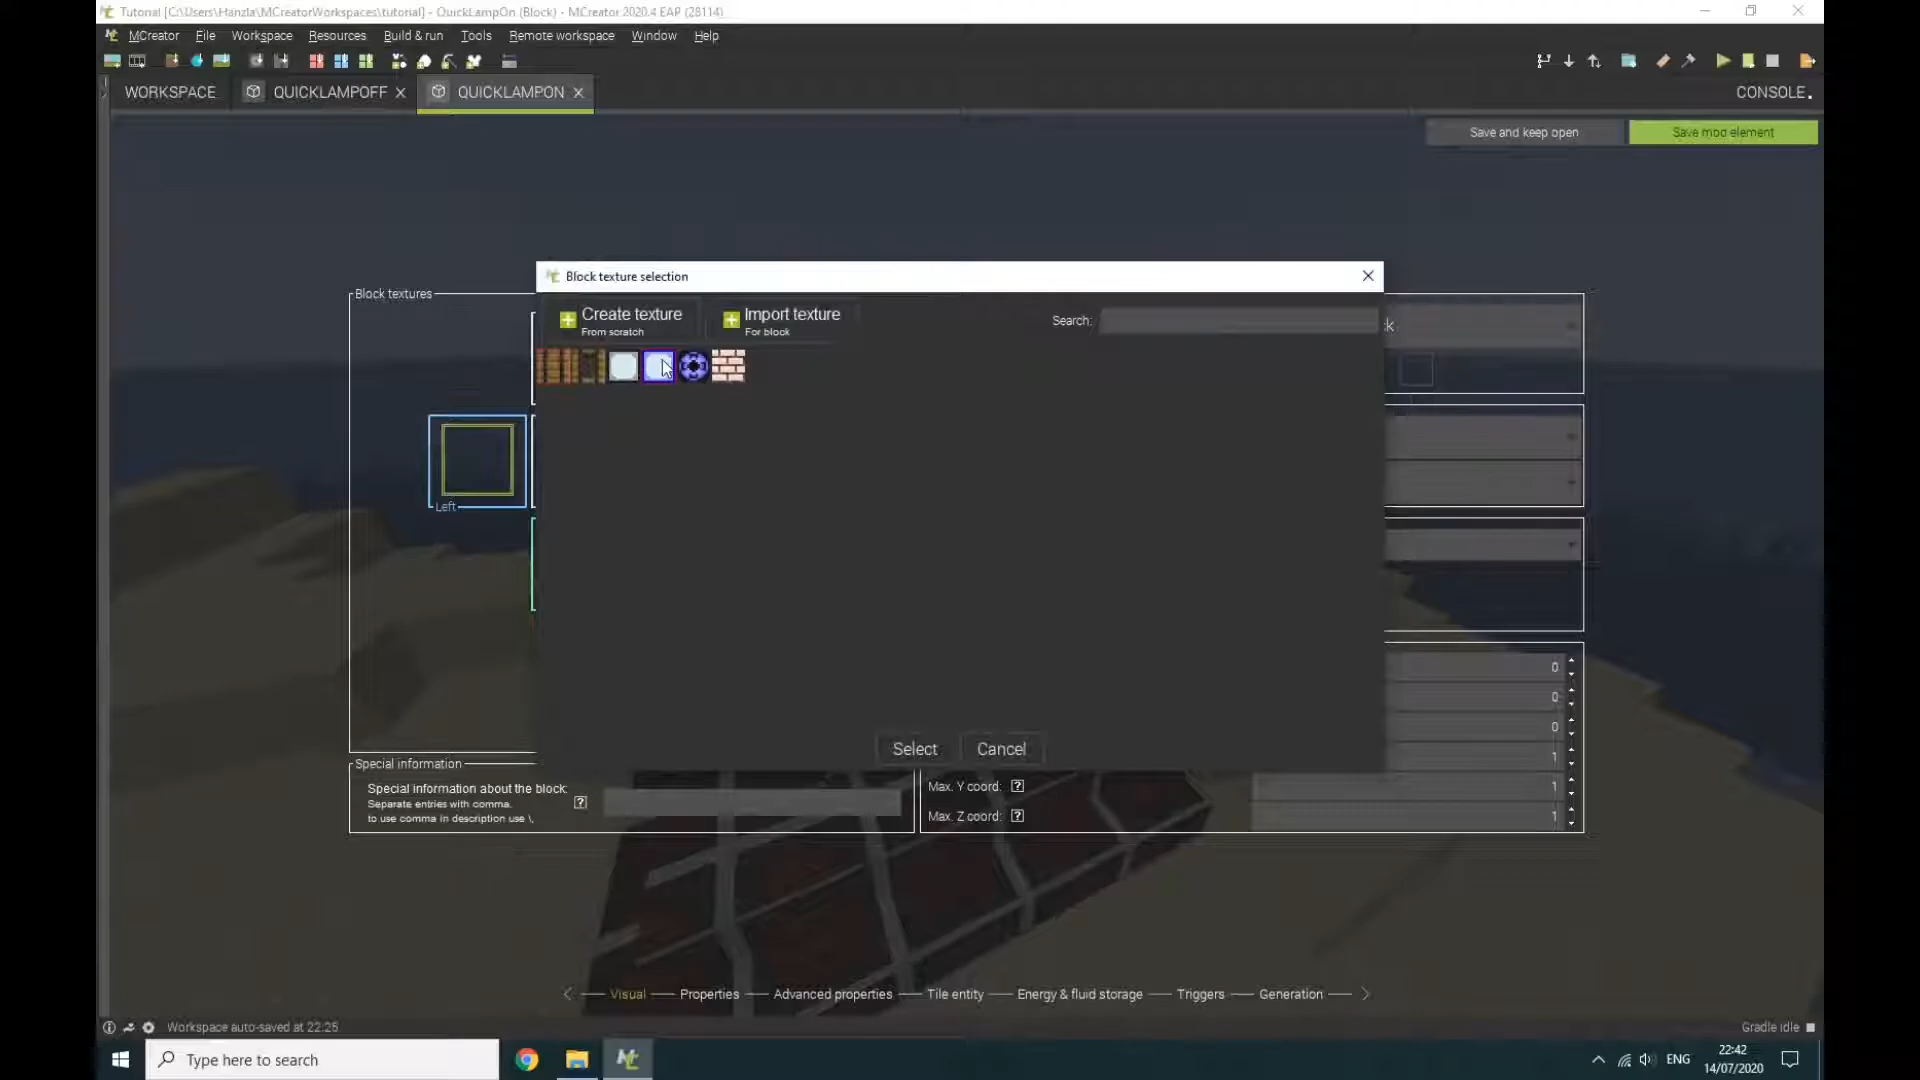 Tutorial [C:\Users\Hanzla\MCreatorWorkspaces\tutorial] - QuickLampOn (Block) - MCreator 2020.4 EAP (28114)
MCreator File Workspace Resources Build & run Tools Remote workspace Window Help
WORKSPACE QUICKLAMPOFF QUICKLAMPON CONSOLE
Save and keep open Save mod element
Block texture selection
Block textures
Create texture
From scratch
Import texture
For block
Search:
k
Left
Select Cancel
0
0
0
1
Special information
Special information about the block:
Separate entries with comma.
to use comma in description use \,
Max. Y coord: ? 1
Max. Z coord: ? 1
Visual Properties Advanced properties Tile entity Energy & fluid storage Triggers Generation
Workspace auto-saved at 22:25 Gradle idle
Type here to search
ENG
22:42
14/07/2020